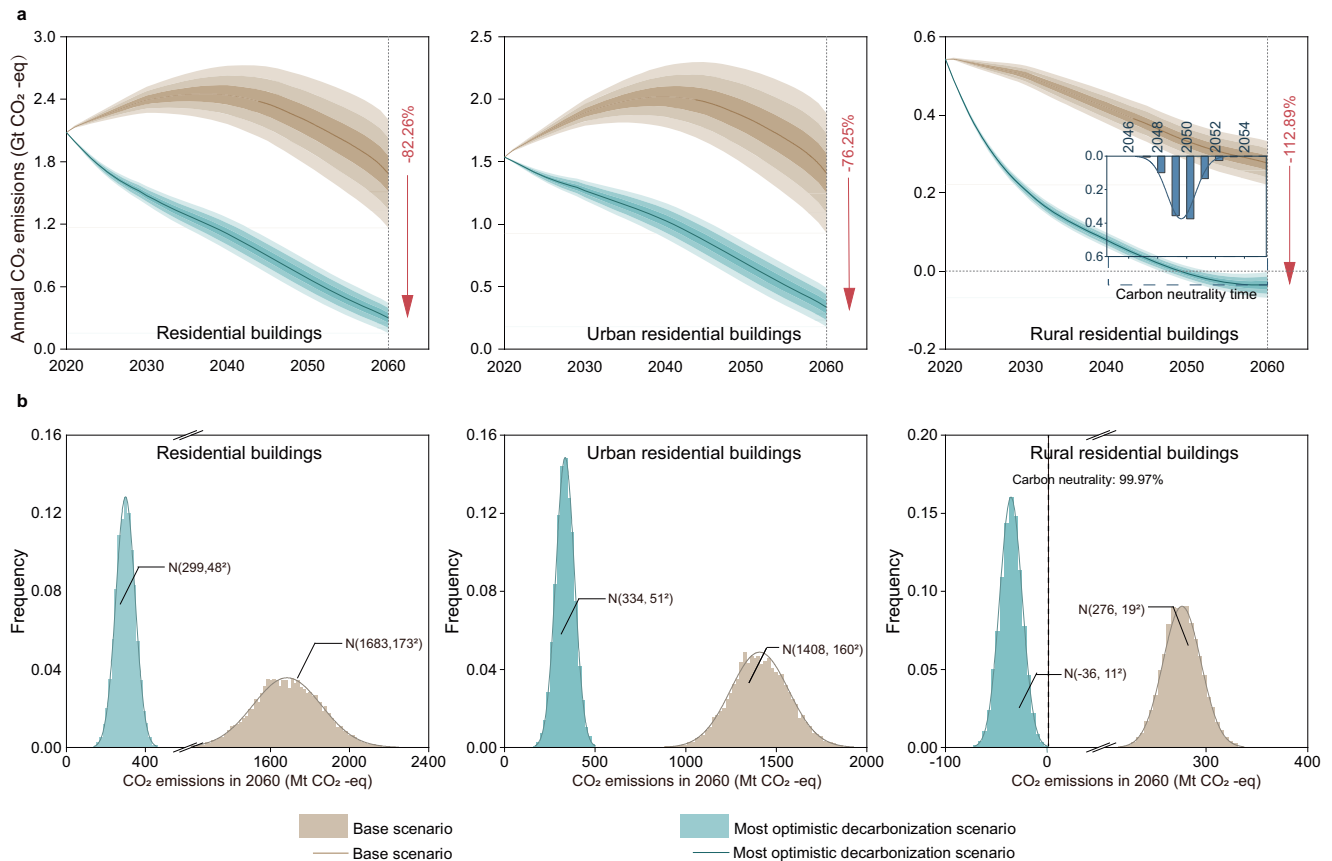 a
Annual CO₂ emissions (Gt CO₂ -eq)
3.0
2.4
1.8
1.2
0.6
0.0
2020
2030
2040
2050
2060
-82.26%
Residential buildings
2.5
2.0
1.5
1.0
0.5
0.0
2020
2030
2040
2050
2060
-76.25%
Urban residential buildings
0.6
0.4
0.2
0.0
-0.2
2020
2030
2040
2050
2060
-112.89%
2046
2048
2050
2052
2054
0.0
0.2
0.4
0.6
Carbon neutrality time
Rural residential buildings
b
Frequency
0.16
0.12
0.08
0.04
0.00
Residential buildings
N(299,48²)
N(1683,173²)
0
400
1600
2000
2400
CO₂ emissions in 2060 (Mt CO₂ -eq)
Frequency
0.16
0.12
0.08
0.04
0.00
Urban residential buildings
N(334, 51²)
N(1408, 160²)
0
500
1000
1500
2000
CO₂ emissions in 2060 (Mt CO₂ -eq)
Frequency
0.20
0.15
0.10
0.05
0.00
Rural residential buildings
Carbon neutrality: 99.97%
N(276, 19²)
N(-36, 11²)
-100
0
300
400
CO₂ emissions in 2060 (Mt CO₂ -eq)
Base scenario
Most optimistic decarbonization scenario
Base scenario
Most optimistic decarbonization scenario